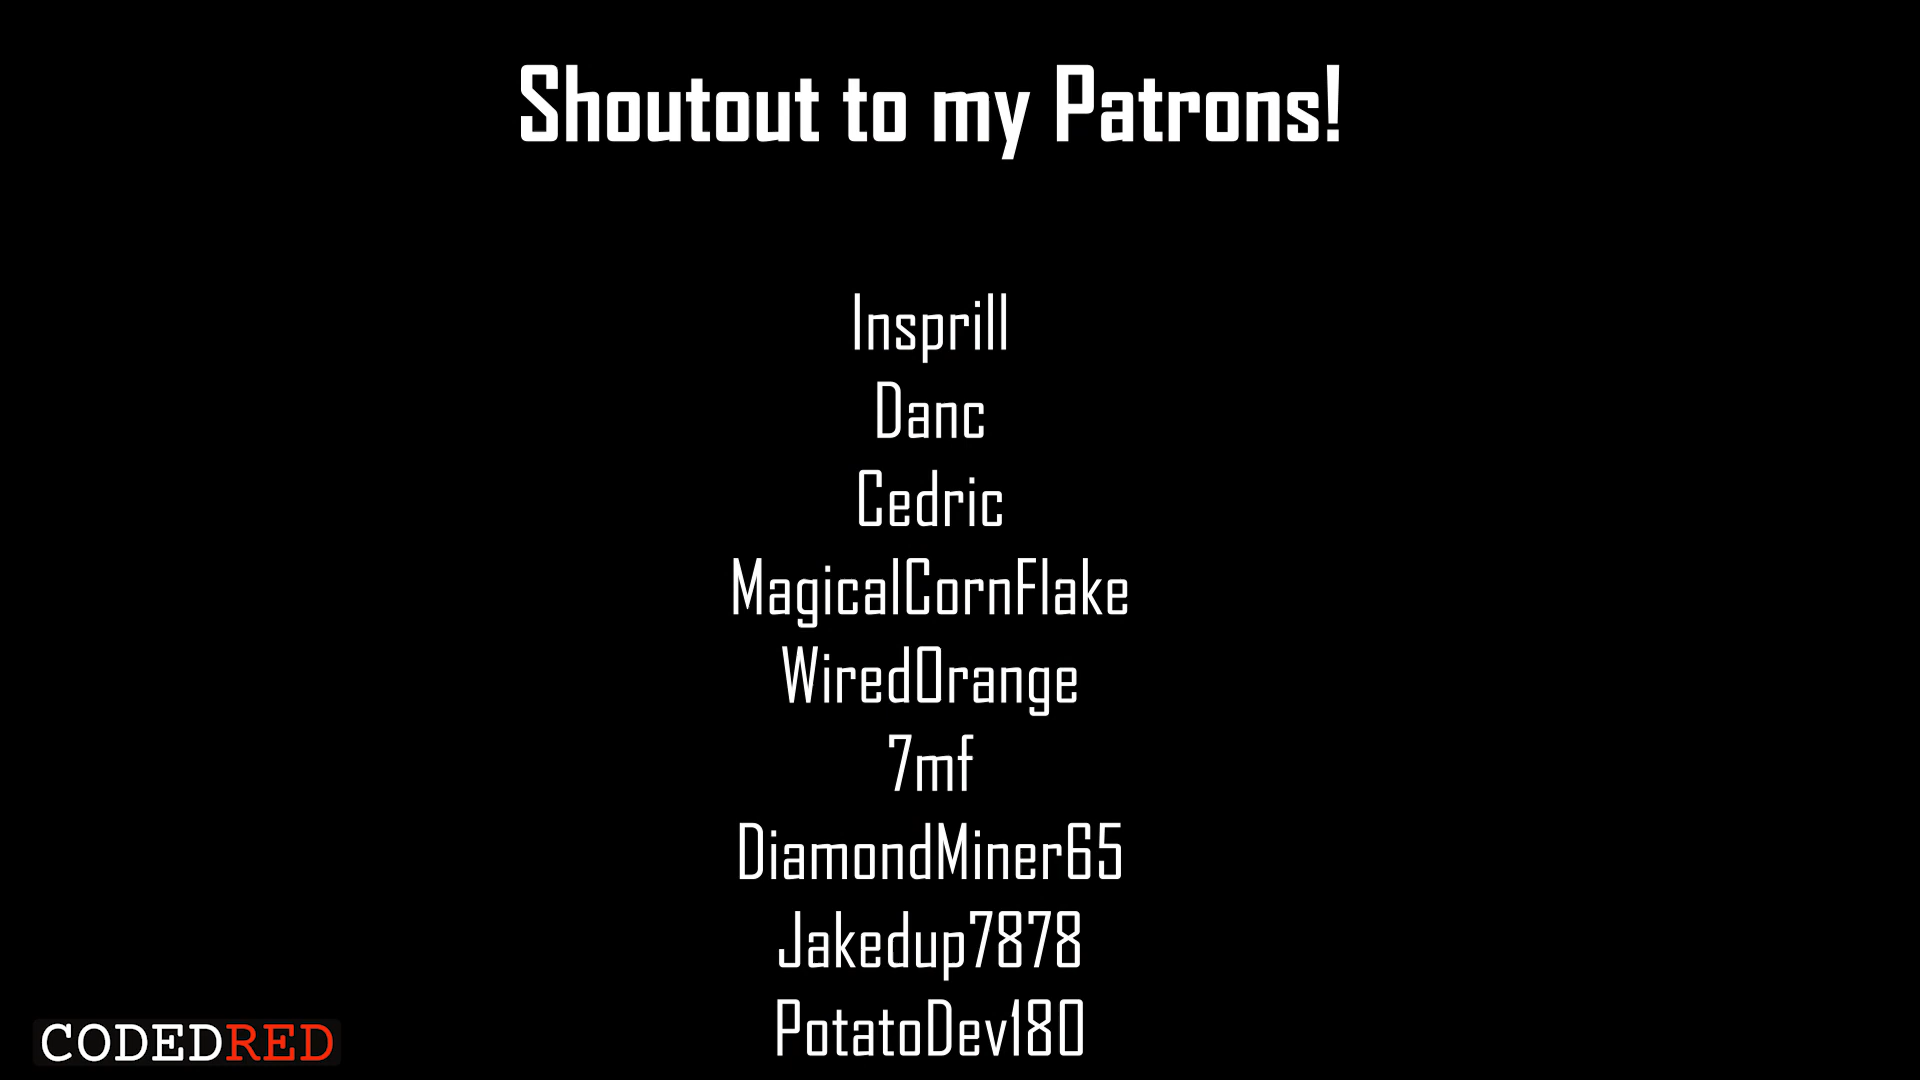 Shoutout to my Patrons!
Insprill
Danc
Cedric
MagicalCornFlake
WiredOrange
7mf
DiamondMiner65
Jakedup7878
PotatoDev180
CODEDRED